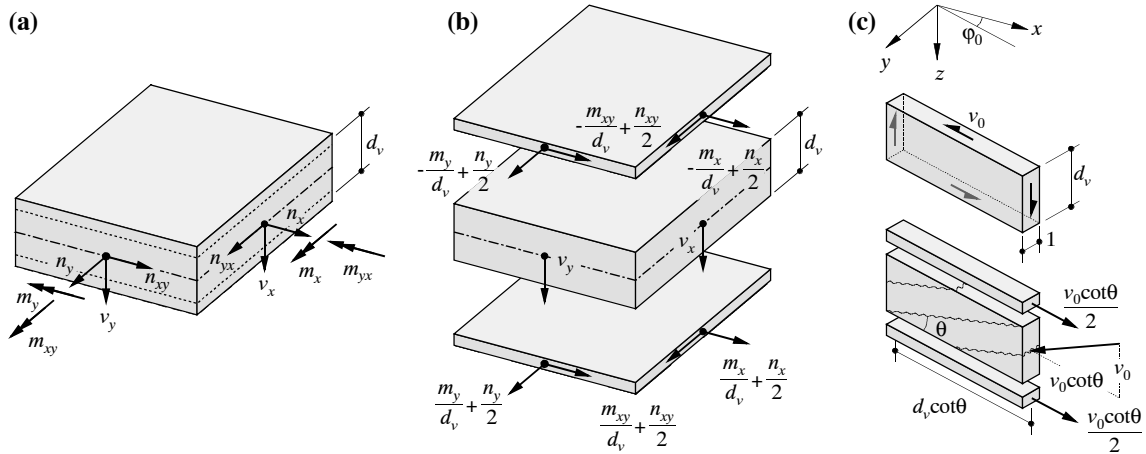 (a)
d_v
n_x
n_yx
v_x
m_x
m_yx
n_y
n_xy
m_y
v_y
m_xy
(b)
-m_xy/d_v + n_xy/2
-m_y/d_v + n_y/2
-m_x/d_v + n_x/2
d_v
v_x
v_y
m_y/d_v + n_y/2
m_xy/d_v + n_xy/2
m_x/d_v + n_x/2
(c)
x
φ_0
y
z
v_0
d_v
1
v_0cotθ/2
θ
v_0
v_0cotθ
d_vcotθ
v_0cotθ/2